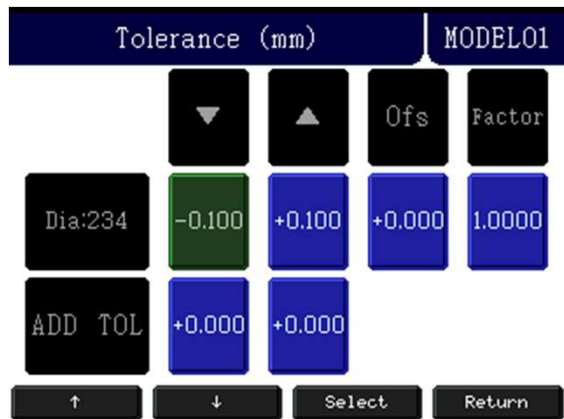 Tolerance (mm) MODEL01
▼ ▲ Ofs Factor
Dia:234 -0.100 +0.100 +0.000 1.0000
ADD TOL +0.000 +0.000
↑ ↓ Select Return